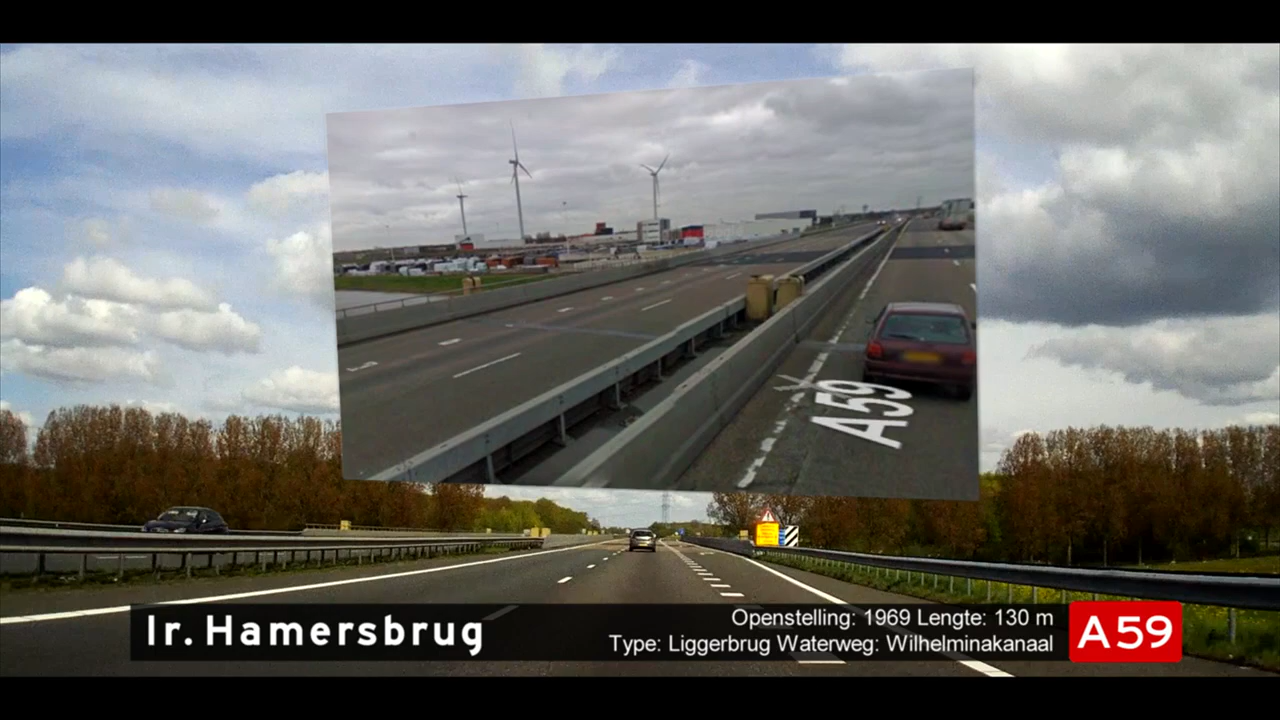 A59
Ir. Hamersbrug
Openstelling: 1969 Lengte: 130 m
Type: Liggerbrug Waterweg: Wilhelminakanaal
A59